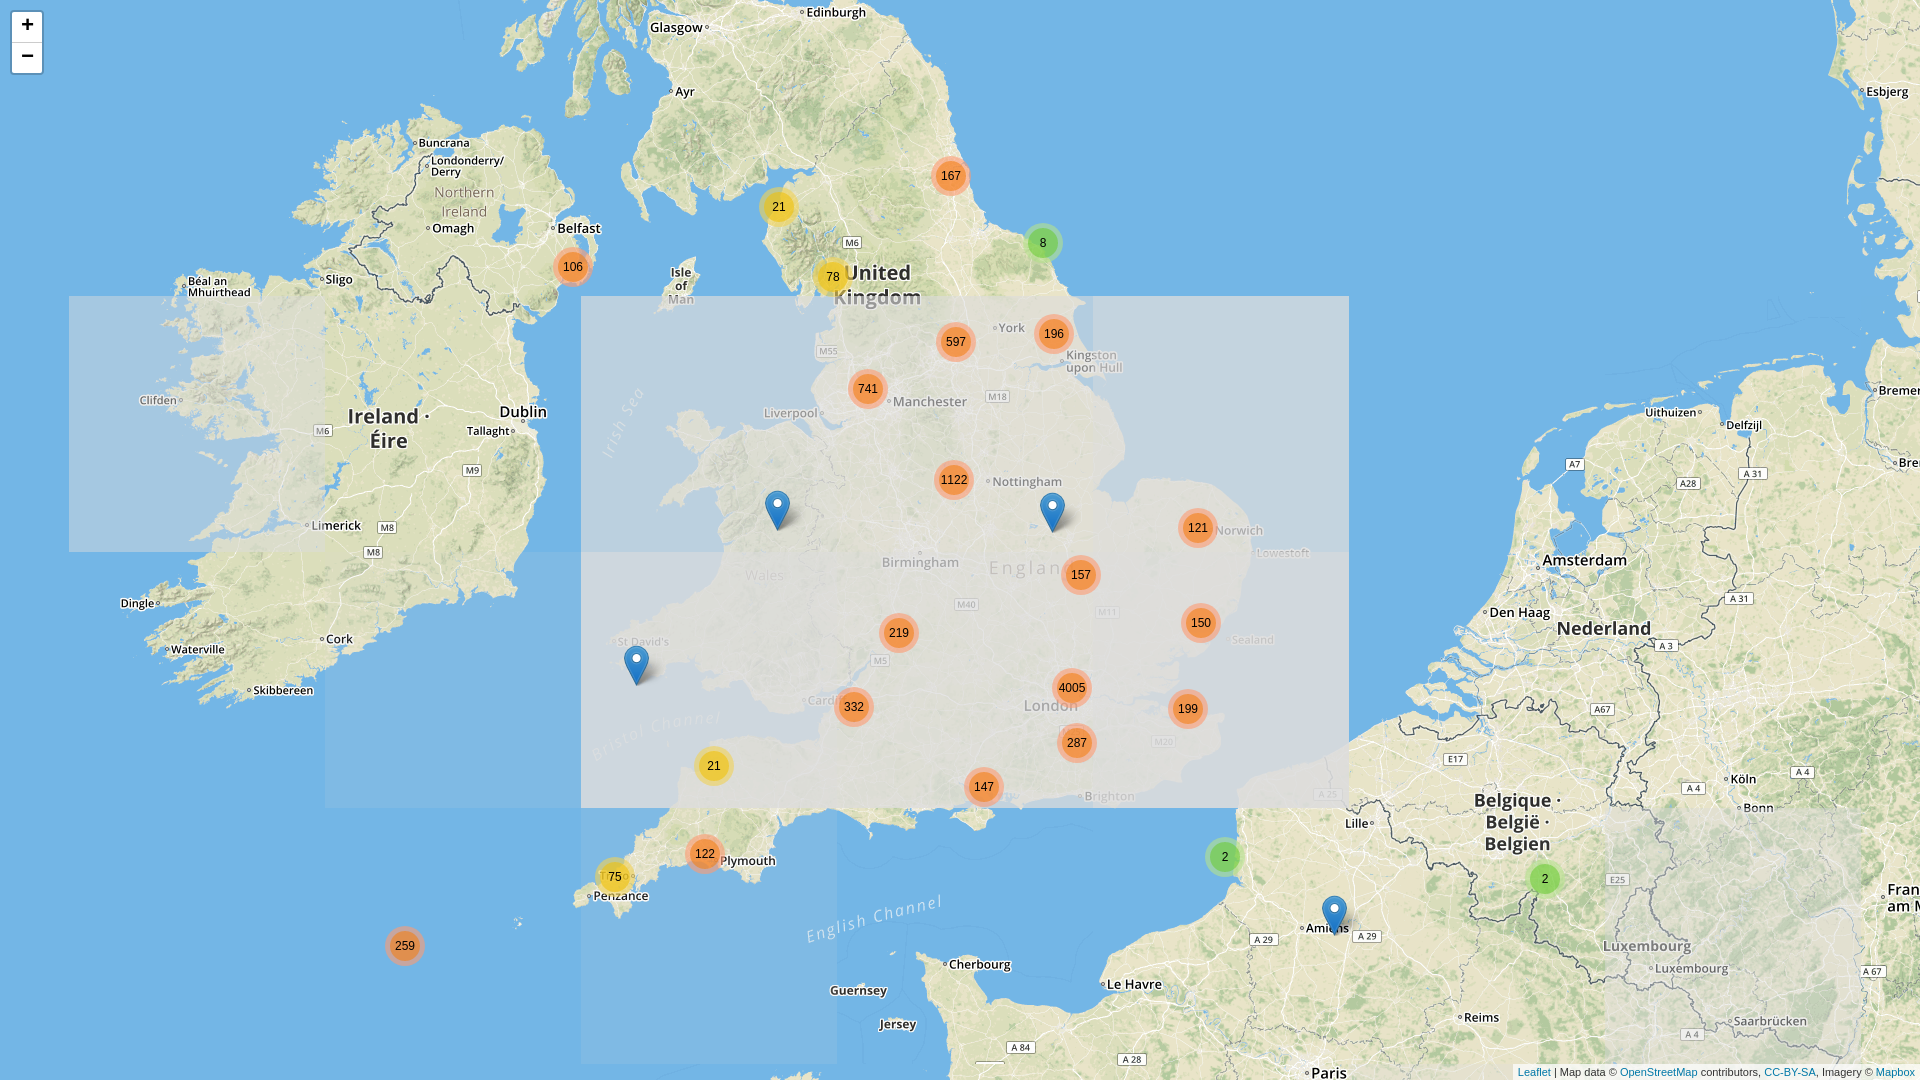 +
−
Edinburgh
Glasgow
Ayr
Esbjerg
Buncrana
Londonderry/
Derry
Northern
Ireland
Omagh
Belfast
167
21
M6
8
106
78
United
Kingdom
Isle
of
Man
Sligo
Béal an
Mhuirthead
York
196
597
Kingston
upon Hull
M55
741
Manchester
M18
Liverpool
Irish Sea
Clifden
Ireland ·
Éire
Dublin
Tallaght
M6
M9
Uithuizen
Delfzijl
Bremer
A7
A 31
A28
Bre
1122
Nottingham
Limerick
M8
M8
121
Norwich
Lowestoft
Birmingham
England
Wales
157
Amsterdam
Dingle
M40
M11
A 31
Den Haag
Nederland
150
Sealand
219
Cork
Waterville
St David's
M5
A 3
Skibbereen
4005
London
Cardiff
332
199
A67
Bristol Channel
287
M20
E17
21
147
Brighton
A 25
Köln
A 4
A 4
Bonn
Belgique ·
België ·
Belgien
Lille
122
Plymouth
75
Penzance
2
2
E25
Fran
am M
English Channel
Amiens
A 29
A 29
259
Luxembourg
Luxembourg
A 67
Cherbourg
Le Havre
Guernsey
Jersey
Reims
Saarbrücken
A 4
A 84
A 28
Paris
Leaflet | Map data © OpenStreetMap contributors, CC-BY-SA, Imagery © Mapbox